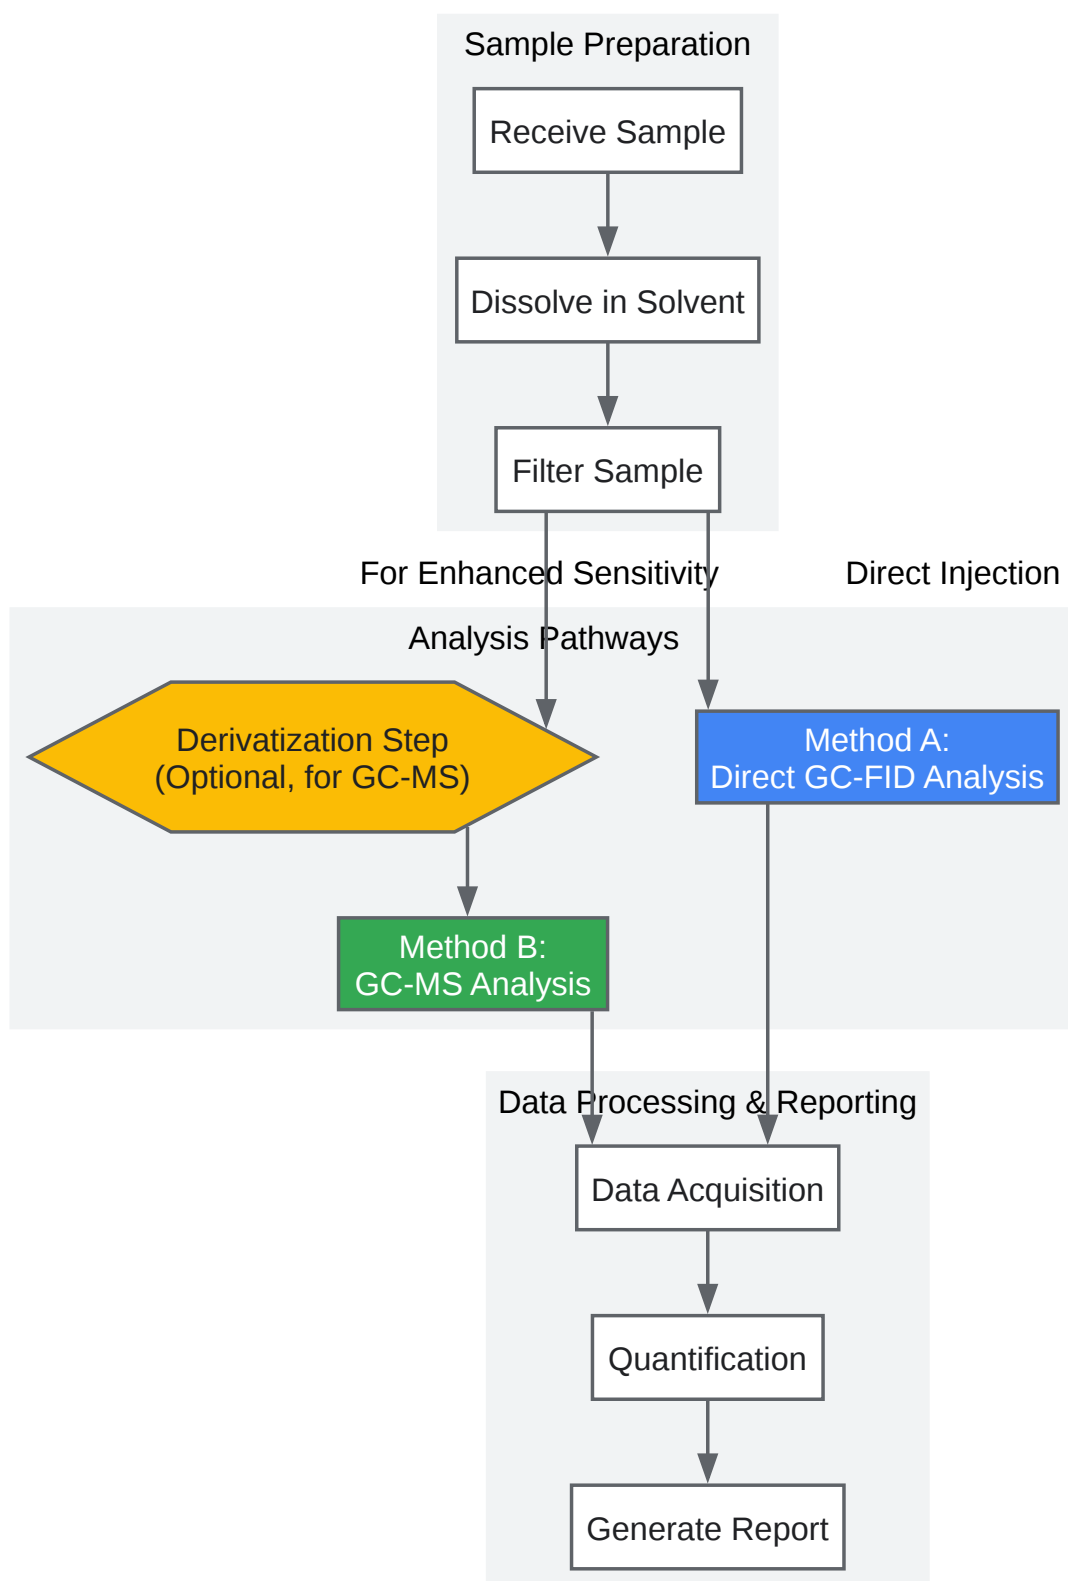 Sample Preparation
Receive Sample
Dissolve in Solvent
Filter Sample
For Enhanced Sensitivity
Direct Injection
Analysis Pathways
Derivatization Step
(Optional, for GC-MS)
Method A:
Direct GC-FID Analysis
Method B:
GC-MS Analysis
Data Processing & Reporting
Data Acquisition
Quantification
Generate Report